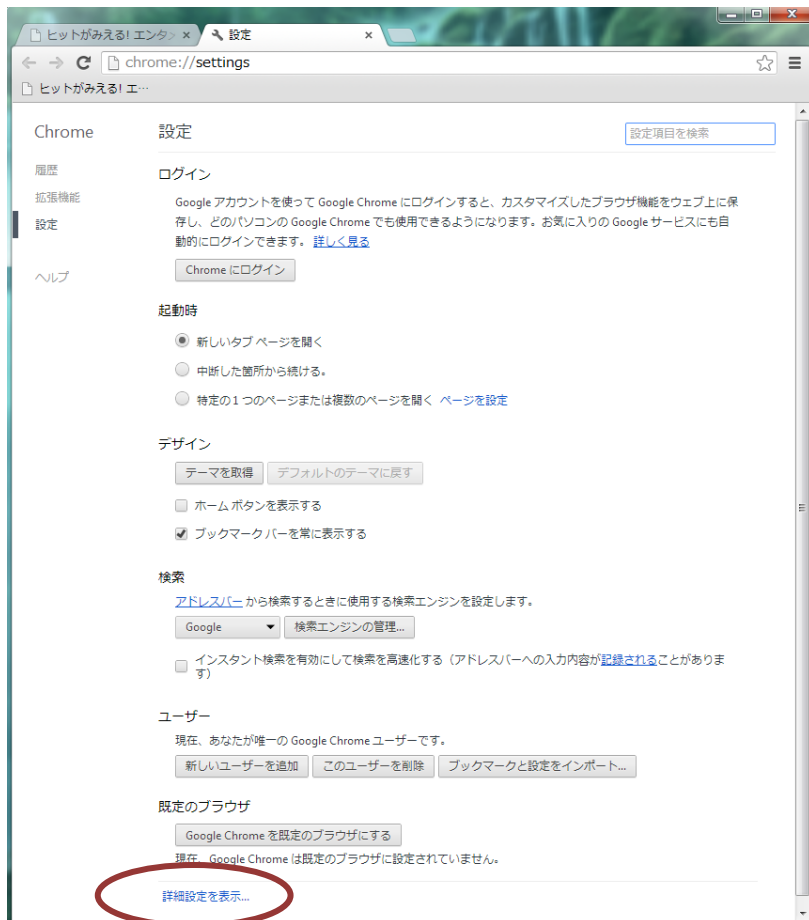 ヒットがみえる! エンタ
設定
chrome://settings
ヒットがみえる! エ…
Chrome
設定
設定項目を検索
履歴
拡張機能
設定
ヘルプ
ログイン
Google アカウントを使って Google Chrome にログインすると、カスタマイズしたブラウザ機能をウェブ上に保
存し、どのパソコンの Google Chrome でも使用できるようになります。お気に入りの Google サービスにも自
動的にログインできます。 詳しく見る
Chrome にログイン
起動時
新しいタブ ページを開く
中断した箇所から続ける。
特定の1 つのページまたは複数のページを開く ページを設定
デザイン
テーマを取得 デフォルトのテーマに戻す
ホーム ボタンを表示する
ブックマーク バーを常に表示する
検索
アドレスバー から検索するときに使用する検索エンジンを設定します。
Google 検索エンジンの管理...
インスタント検索を有効にして検索を高速化する（アドレスバーへの入力内容が記録されることがありま
す）
ユーザー
現在、あなたが唯一の Google Chrome ユーザーです。
新しいユーザーを追加 このユーザーを削除 ブックマークと設定をインポート...
既定のブラウザ
Google Chrome を既定のブラウザにする
現在、Google Chrome は既定のブラウザに設定されていません。
詳細設定を表示...